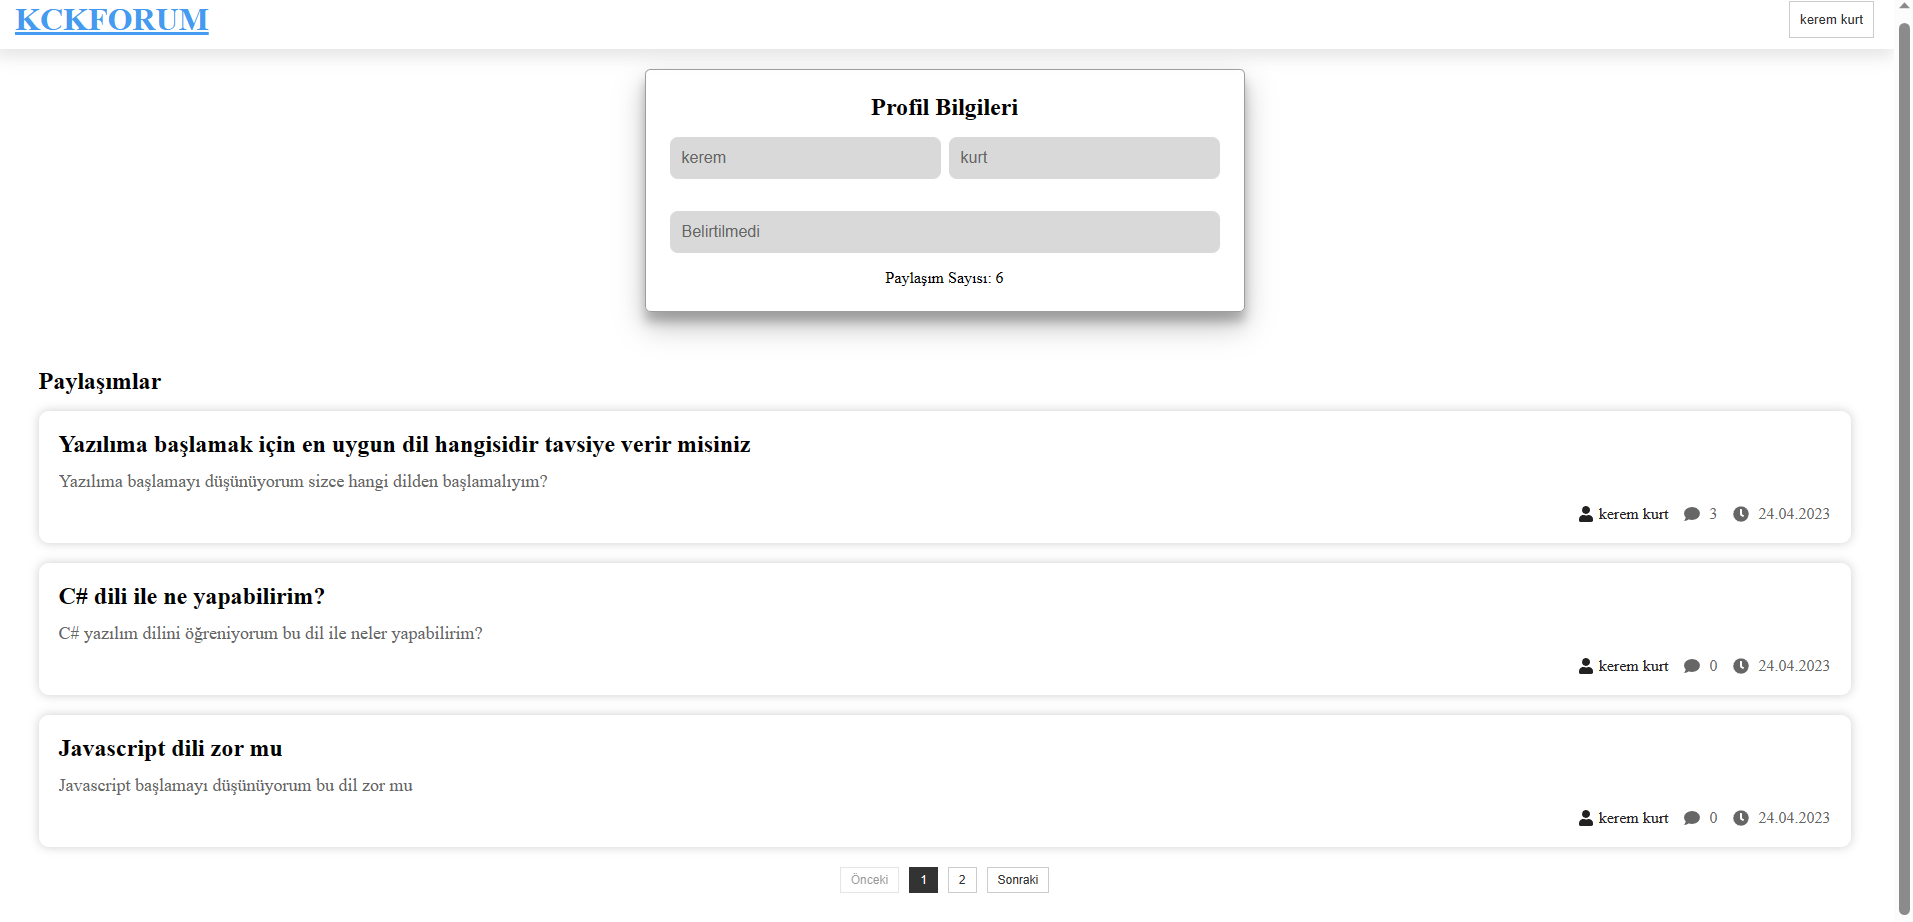 KCKFORUM
kerem kurt
Profil Bilgileri
kerem
kurt
Belirtilmedi
Paylaşım Sayısı: 6
Paylaşımlar
Yazılıma başlamak için en uygun dil hangisidir tavsiye verir misiniz
Yazılıma başlamayı düşünüyorum sizce hangi dilden başlamalıyım?
kerem kurt 3 24.04.2023
C# dili ile ne yapabilirim?
C# yazılım dilini öğreniyorum bu dil ile neler yapabilirim?
kerem kurt 0 24.04.2023
Javascript dili zor mu
Javascript başlamayı düşünüyorum bu dil zor mu
kerem kurt 0 24.04.2023
Önceki 1 2 Sonraki